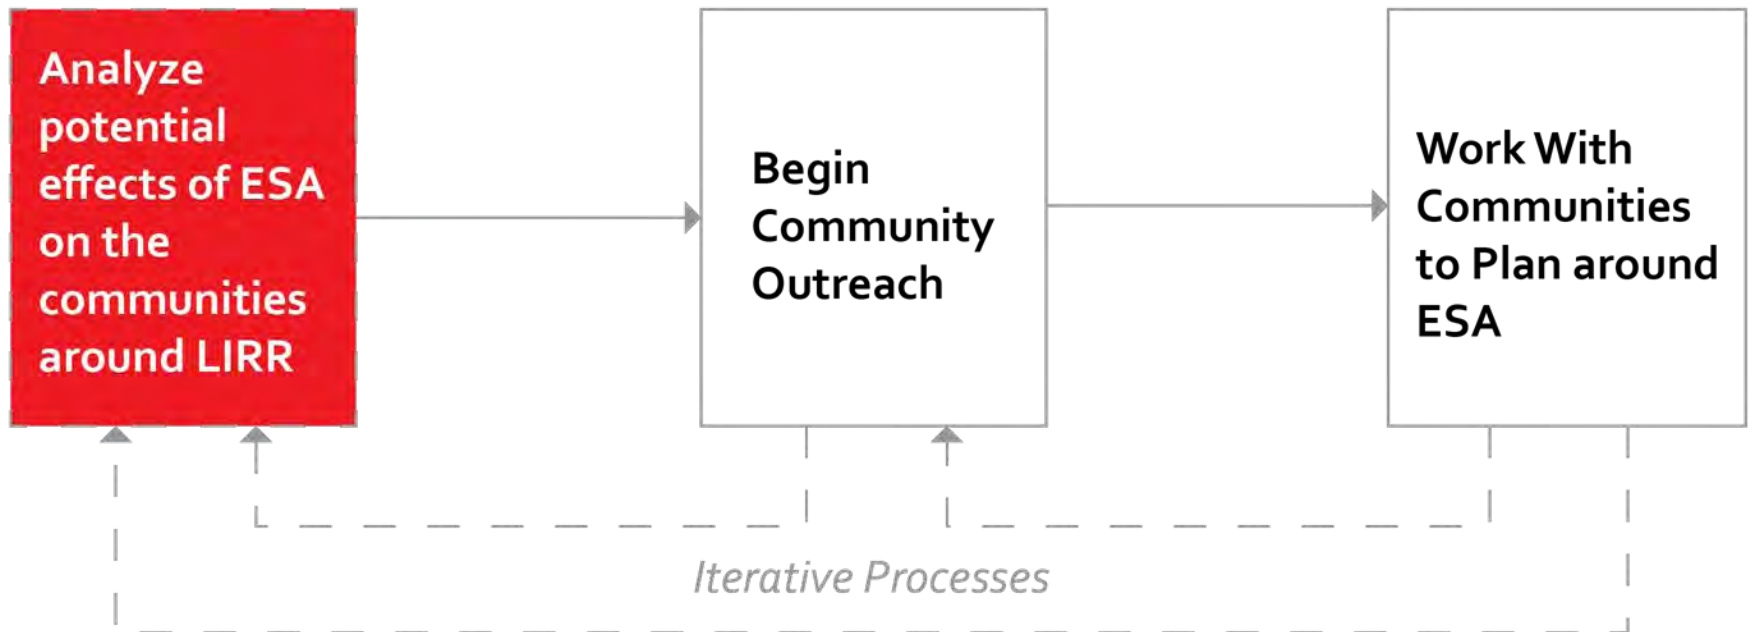 Analyze
potential
effects of ESA
on the
communities
around LIRR
Begin
Community
Outreach
Work With
Communities
to Plan around
ESA
Iterative Processes